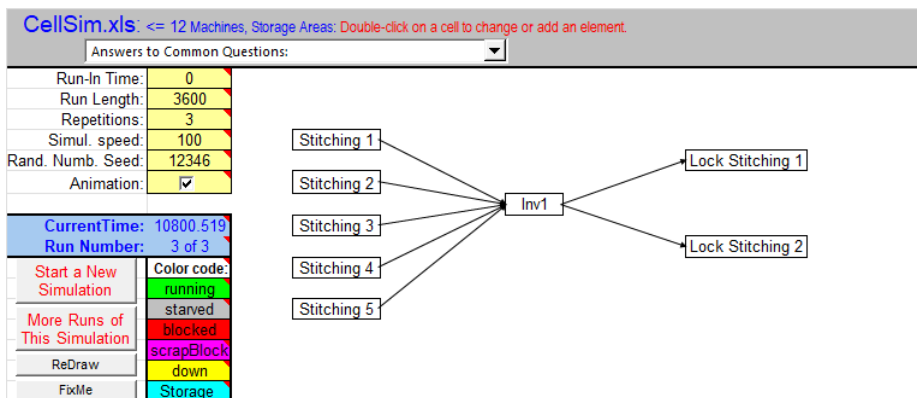 CellSim.xls: <= 12 Machines, Storage Areas: Double-click on a cell to change or add an element.
Answers to Common Questions:
Run-In Time: 0
Run Length: 3600
Repetitions: 3
Simul. speed: 100
Rand. Numb. Seed: 12346
Animation:
CurrentTime: 10800.519
Run Number: 3 of 3
Start a New
Simulation
More Runs of
This Simulation
ReDraw
FixMe
Color code:
running
starved
blocked
scrapBlock
down
Storage
Stitching 1
Stitching 2
Stitching 3
Stitching 4
Stitching 5
Inv1
Lock Stitching 1
Lock Stitching 2